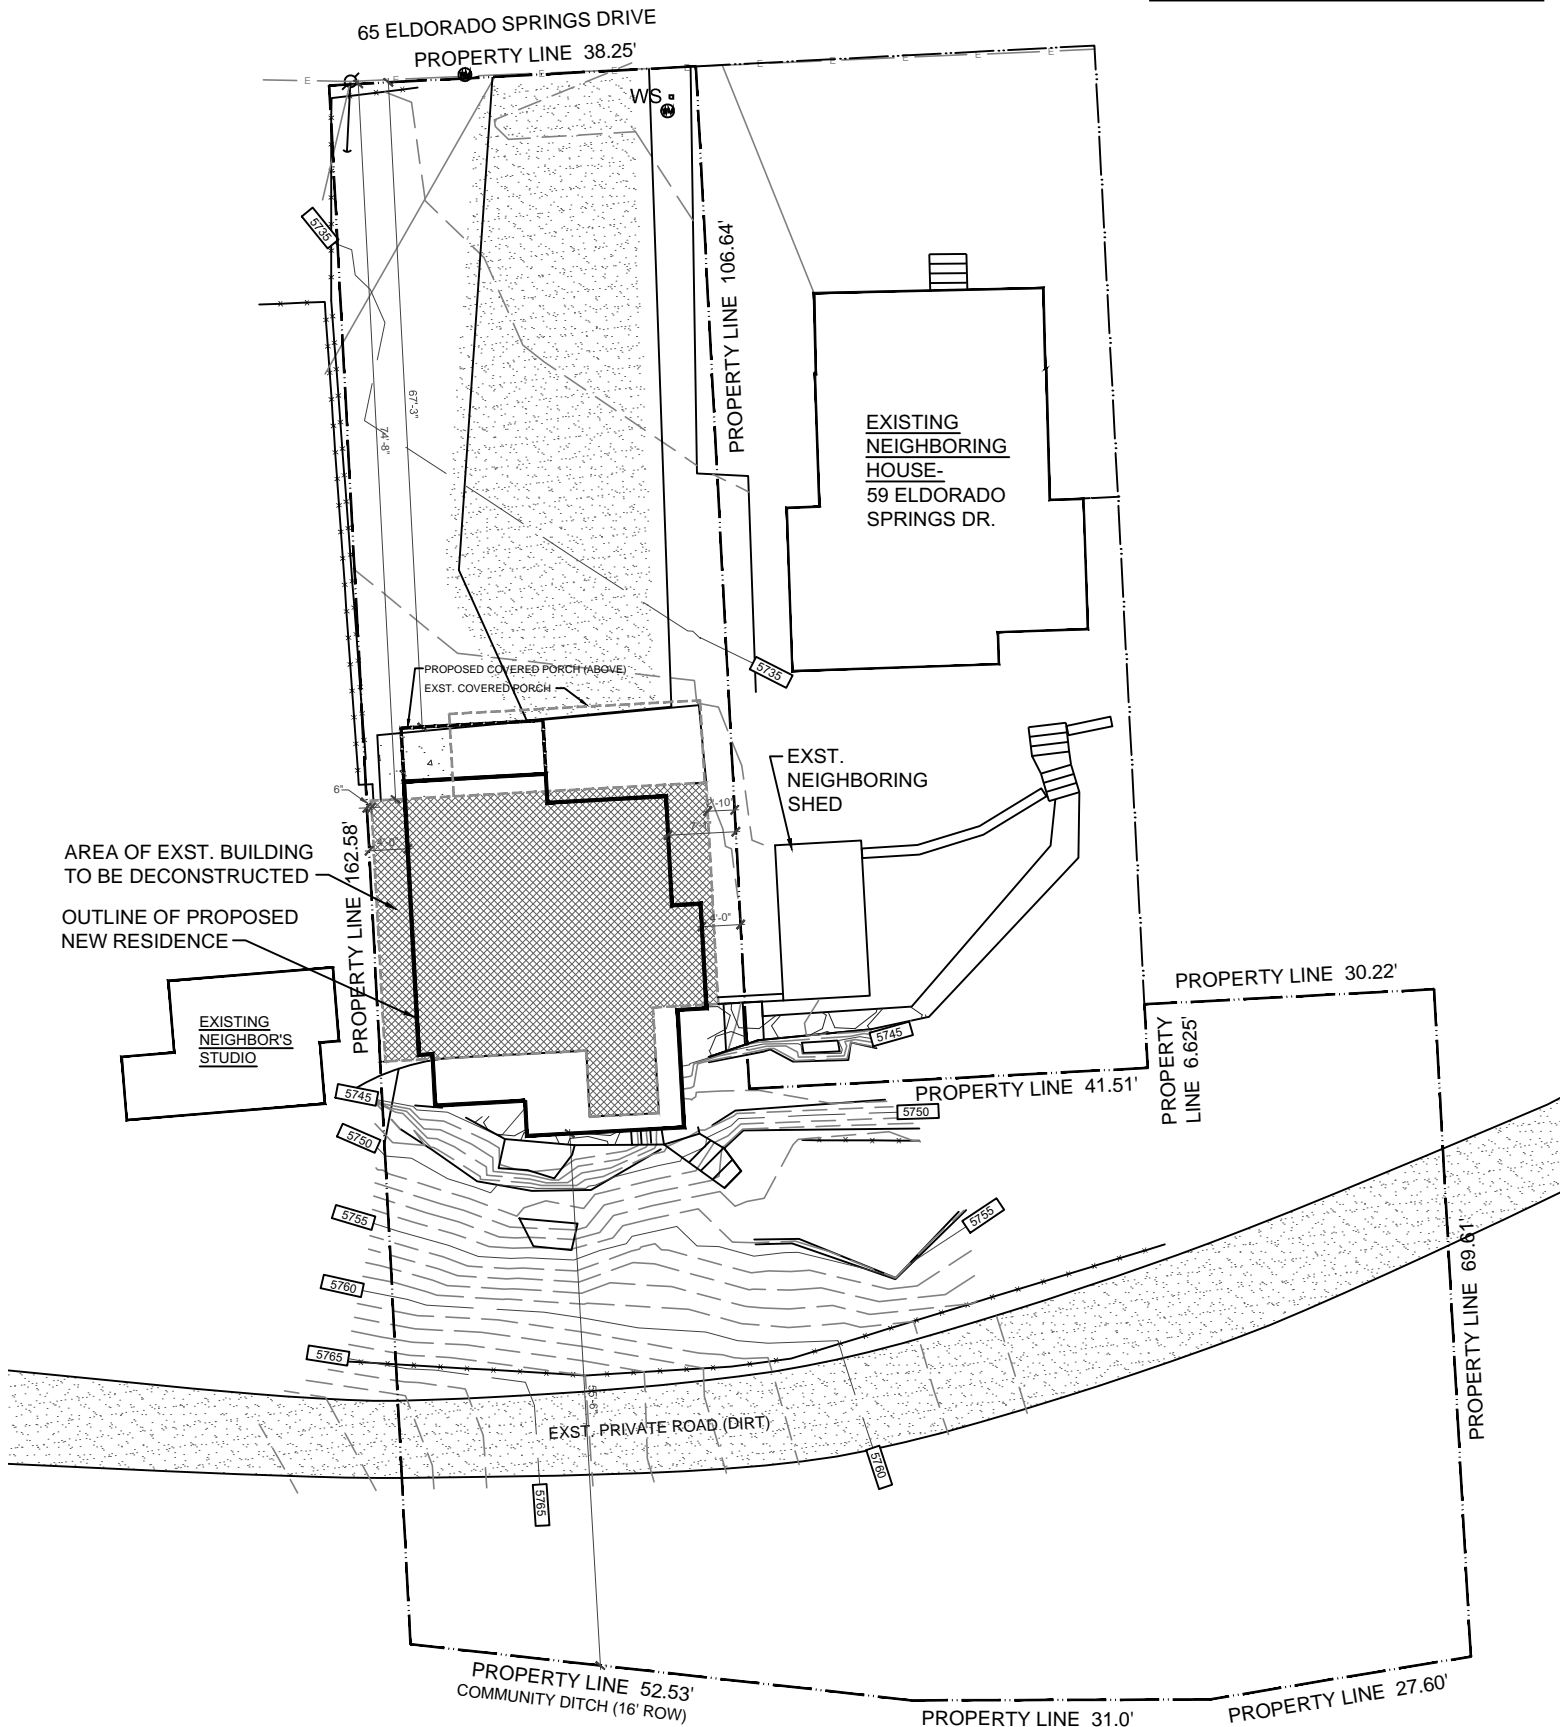 65 ELDORADO SPRINGS DRIVE
PROPERTY LINE 38.25'
E
E
E
E
E
E
E
E
E
WS
5735
PROPERTY LINE 106.64'
67'-3"
74'-8"
EXISTING
NEIGHBORING
HOUSE-
59 ELDORADO
SPRINGS DR.
PROPOSED COVERED PORCH (ABOVE)
EXST. COVERED PORCH
5735
EXST.
NEIGHBORING
SHED
6"
4'-0"
PROPERTY LINE 162.58'
AREA OF EXST. BUILDING
TO BE DECONSTRUCTED
OUTLINE OF PROPOSED
NEW RESIDENCE
EXISTING
NEIGHBOR'S
STUDIO
PROPERTY LINE 30.22'
PROPERTY
LINE 6.625'
5745
PROPERTY LINE 41.51'
5745
5750
5750
5755
5755
5760
5765
PROPERTY LINE 69.61'
55'-6"
EXST. PRIVATE ROAD (DIRT)
5760
5765
PROPERTY LINE 52.53'
COMMUNITY DITCH (16' ROW)
PROPERTY LINE 31.0'
PROPERTY LINE 27.60'